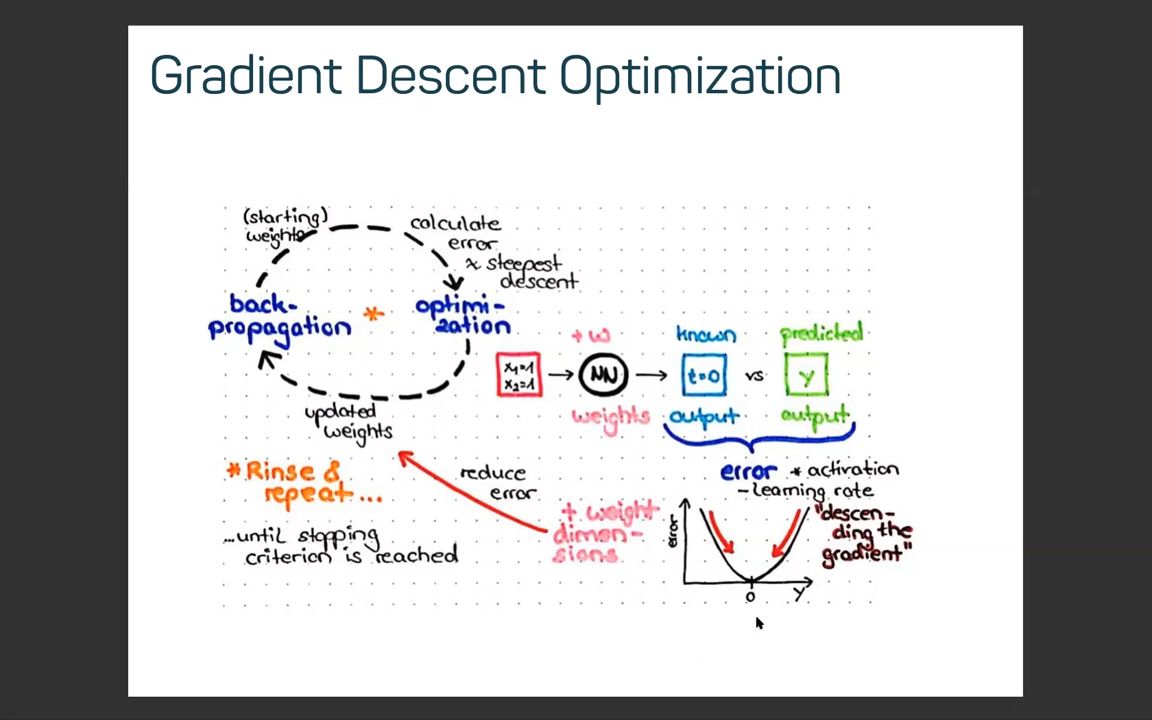 Gradient Descent Optimization
(starting)
weights
calculate
error
* steepest
descent
back-
propagation
*
optimi-
zation
updated
weights
* Rinse &
repeat...
...until stopping
criterion is reached
reduce
error
x₁=1
x₂=1
+ w
NN
weights
known
t=0
output
vs
predicted
y
output
error * activation
- learning rate
"descen-
ding the
gradient"
+ weight
dimen-
sions
error
0
y